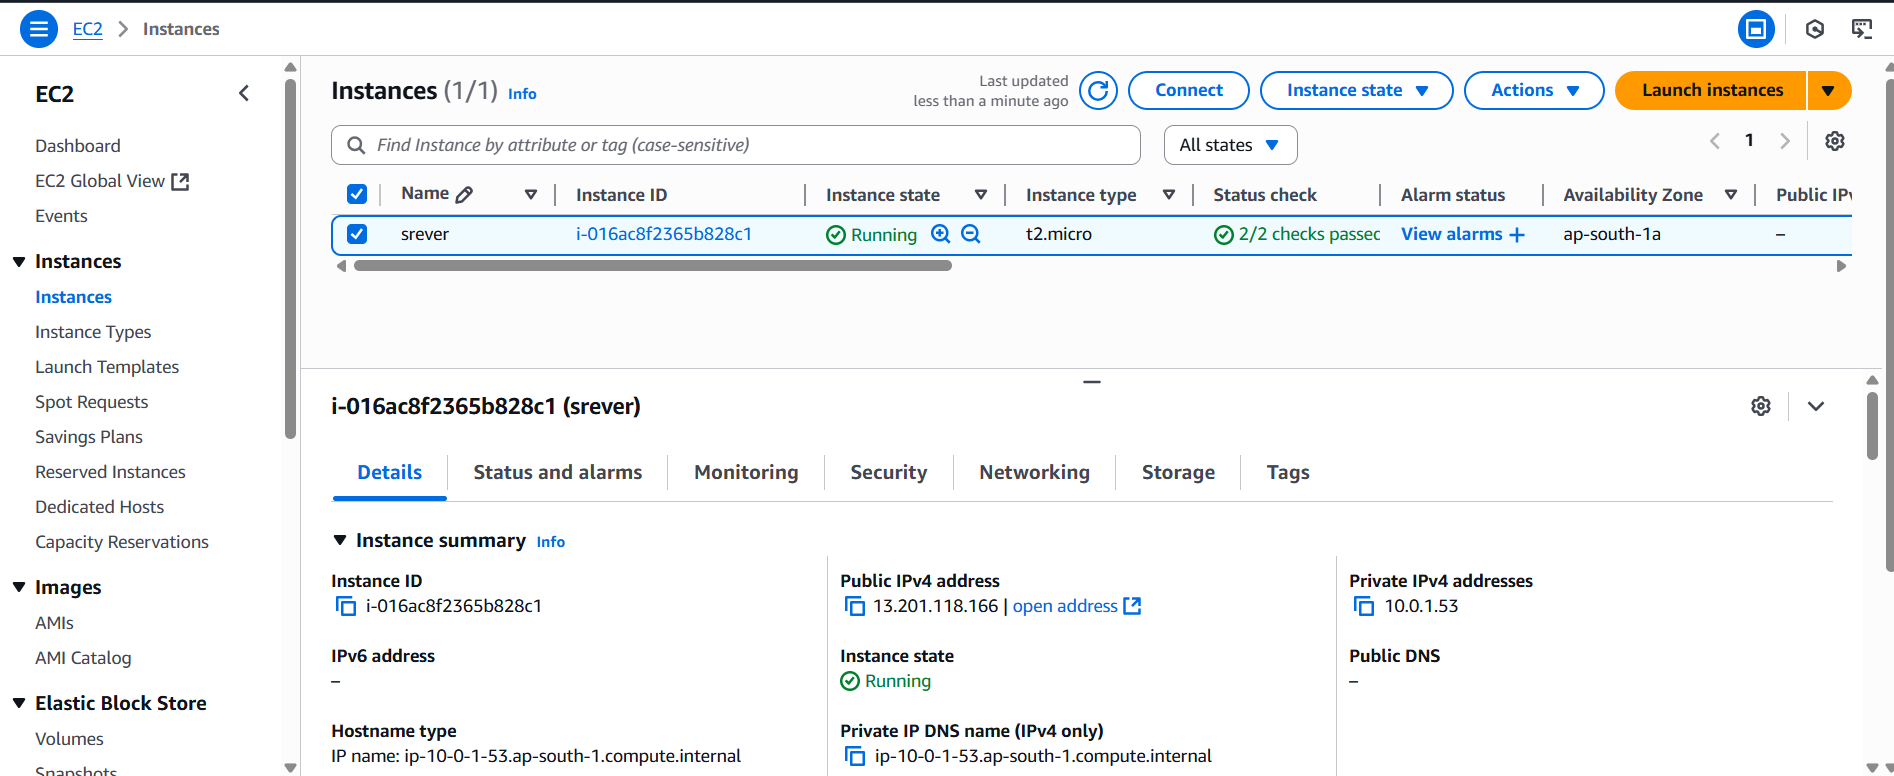 EC2 > Instances
EC2
Dashboard
EC2 Global View
Events
Instances
Instances
Instance Types
Launch Templates
Spot Requests
Savings Plans
Reserved Instances
Dedicated Hosts
Capacity Reservations
Images
AMIs
AMI Catalog
Elastic Block Store
Volumes
Snapshots
Instances (1/1) Info
Last updated
less than a minute ago
Connect
Instance state
Actions
Launch instances
Find Instance by attribute or tag (case-sensitive)
All states
1
Name Instance ID Instance state Instance type Status check Alarm status Availability Zone Public IPv
srever i-016ac8f2365b828c1 Running t2.micro 2/2 checks passed View alarms + ap-south-1a –
i-016ac8f2365b828c1 (srever)
Details Status and alarms Monitoring Security Networking Storage Tags
Instance summary Info
Instance ID
i-016ac8f2365b828c1
Public IPv4 address
13.201.118.166 | open address
Private IPv4 addresses
10.0.1.53
IPv6 address
–
Instance state
Running
Public DNS
–
Hostname type
IP name: ip-10-0-1-53.ap-south-1.compute.internal
Private IP DNS name (IPv4 only)
ip-10-0-1-53.ap-south-1.compute.internal